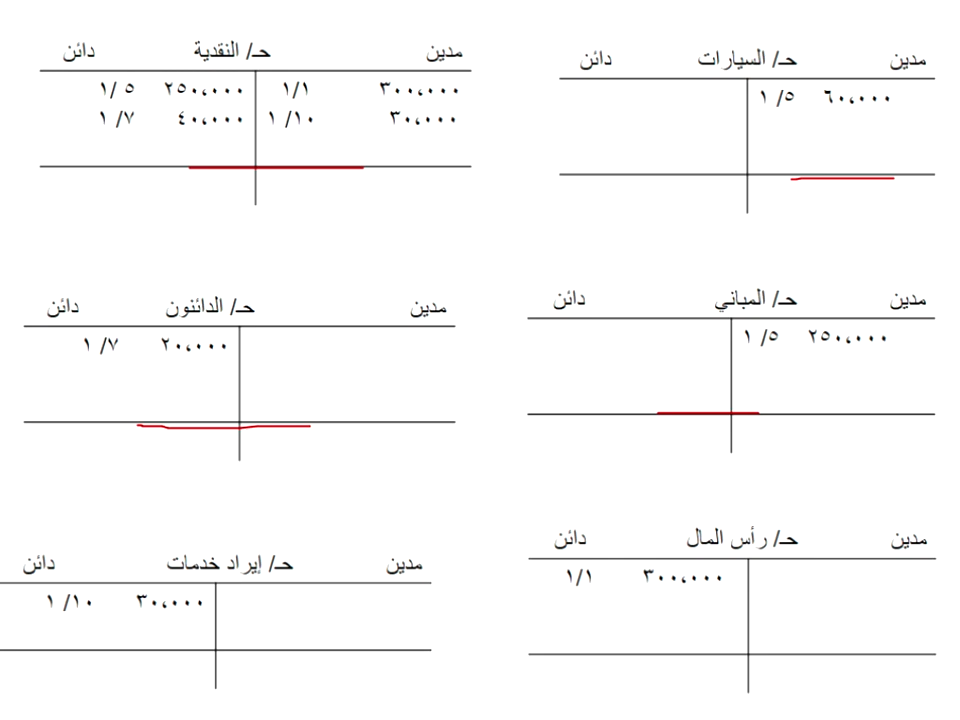 مدين حـ/ السيارات دائن
٦٠،٠٠٠ ١/٥
مدين حـ/ النقدية دائن
٣٠٠،٠٠٠ ١/١ ٢٥٠،٠٠٠ ١/٥
٣٠،٠٠٠ ١/١٠ ٤٠،٠٠٠ ١/٧
مدين حـ/ المباني دائن
٢٥٠،٠٠٠ ١/٥
مدين حـ/ الدائنون دائن
٢٠،٠٠٠ ١/٧
مدين حـ/ رأس المال دائن
٣٠٠،٠٠٠ ١/١
مدين حـ/ إيراد خدمات دائن
٣٠،٠٠٠ ١/١٠